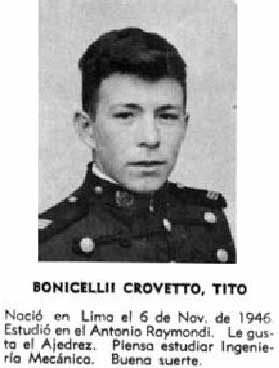 BONICELLII CROVETTO, TITO
Nació en Lima el 6 de Nov. de 1946.
Estudió en el Antonio Raymondi. Le gus-
ta el Ajedrez. Piensa estudiar Ingenie-
ría Mecánica. Buena suerte.